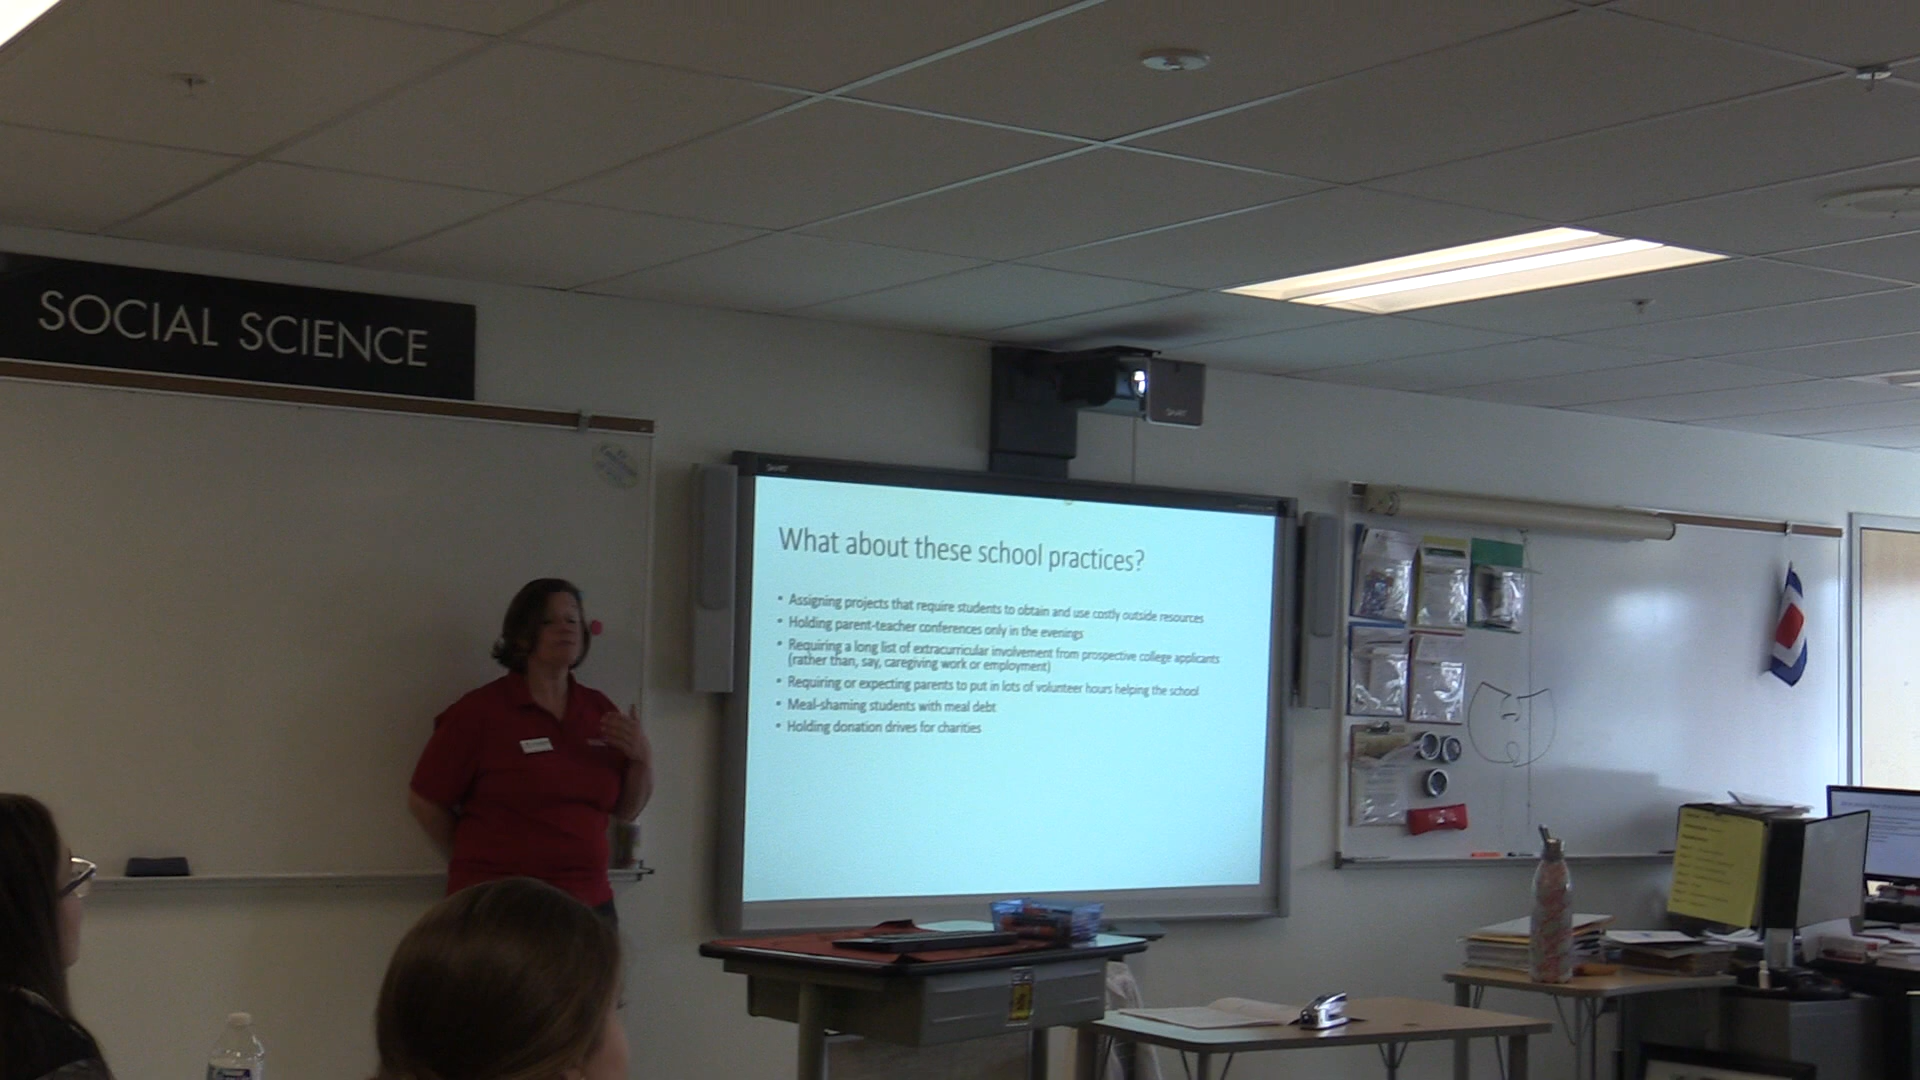 SOCIAL SCIENCE
SMART
SMART
What about these school practices?
• Assigning projects that require students to obtain and use costly outside resources
• Holding parent-teacher conferences only in the evenings
• Requiring a long list of extracurricular involvement from prospective college applicants
(rather than, say, caregiving work or employment)
• Requiring or expecting parents to put in lots of volunteer hours helping the school
• Meal-shaming students with meal debt
• Holding donation drives for charities